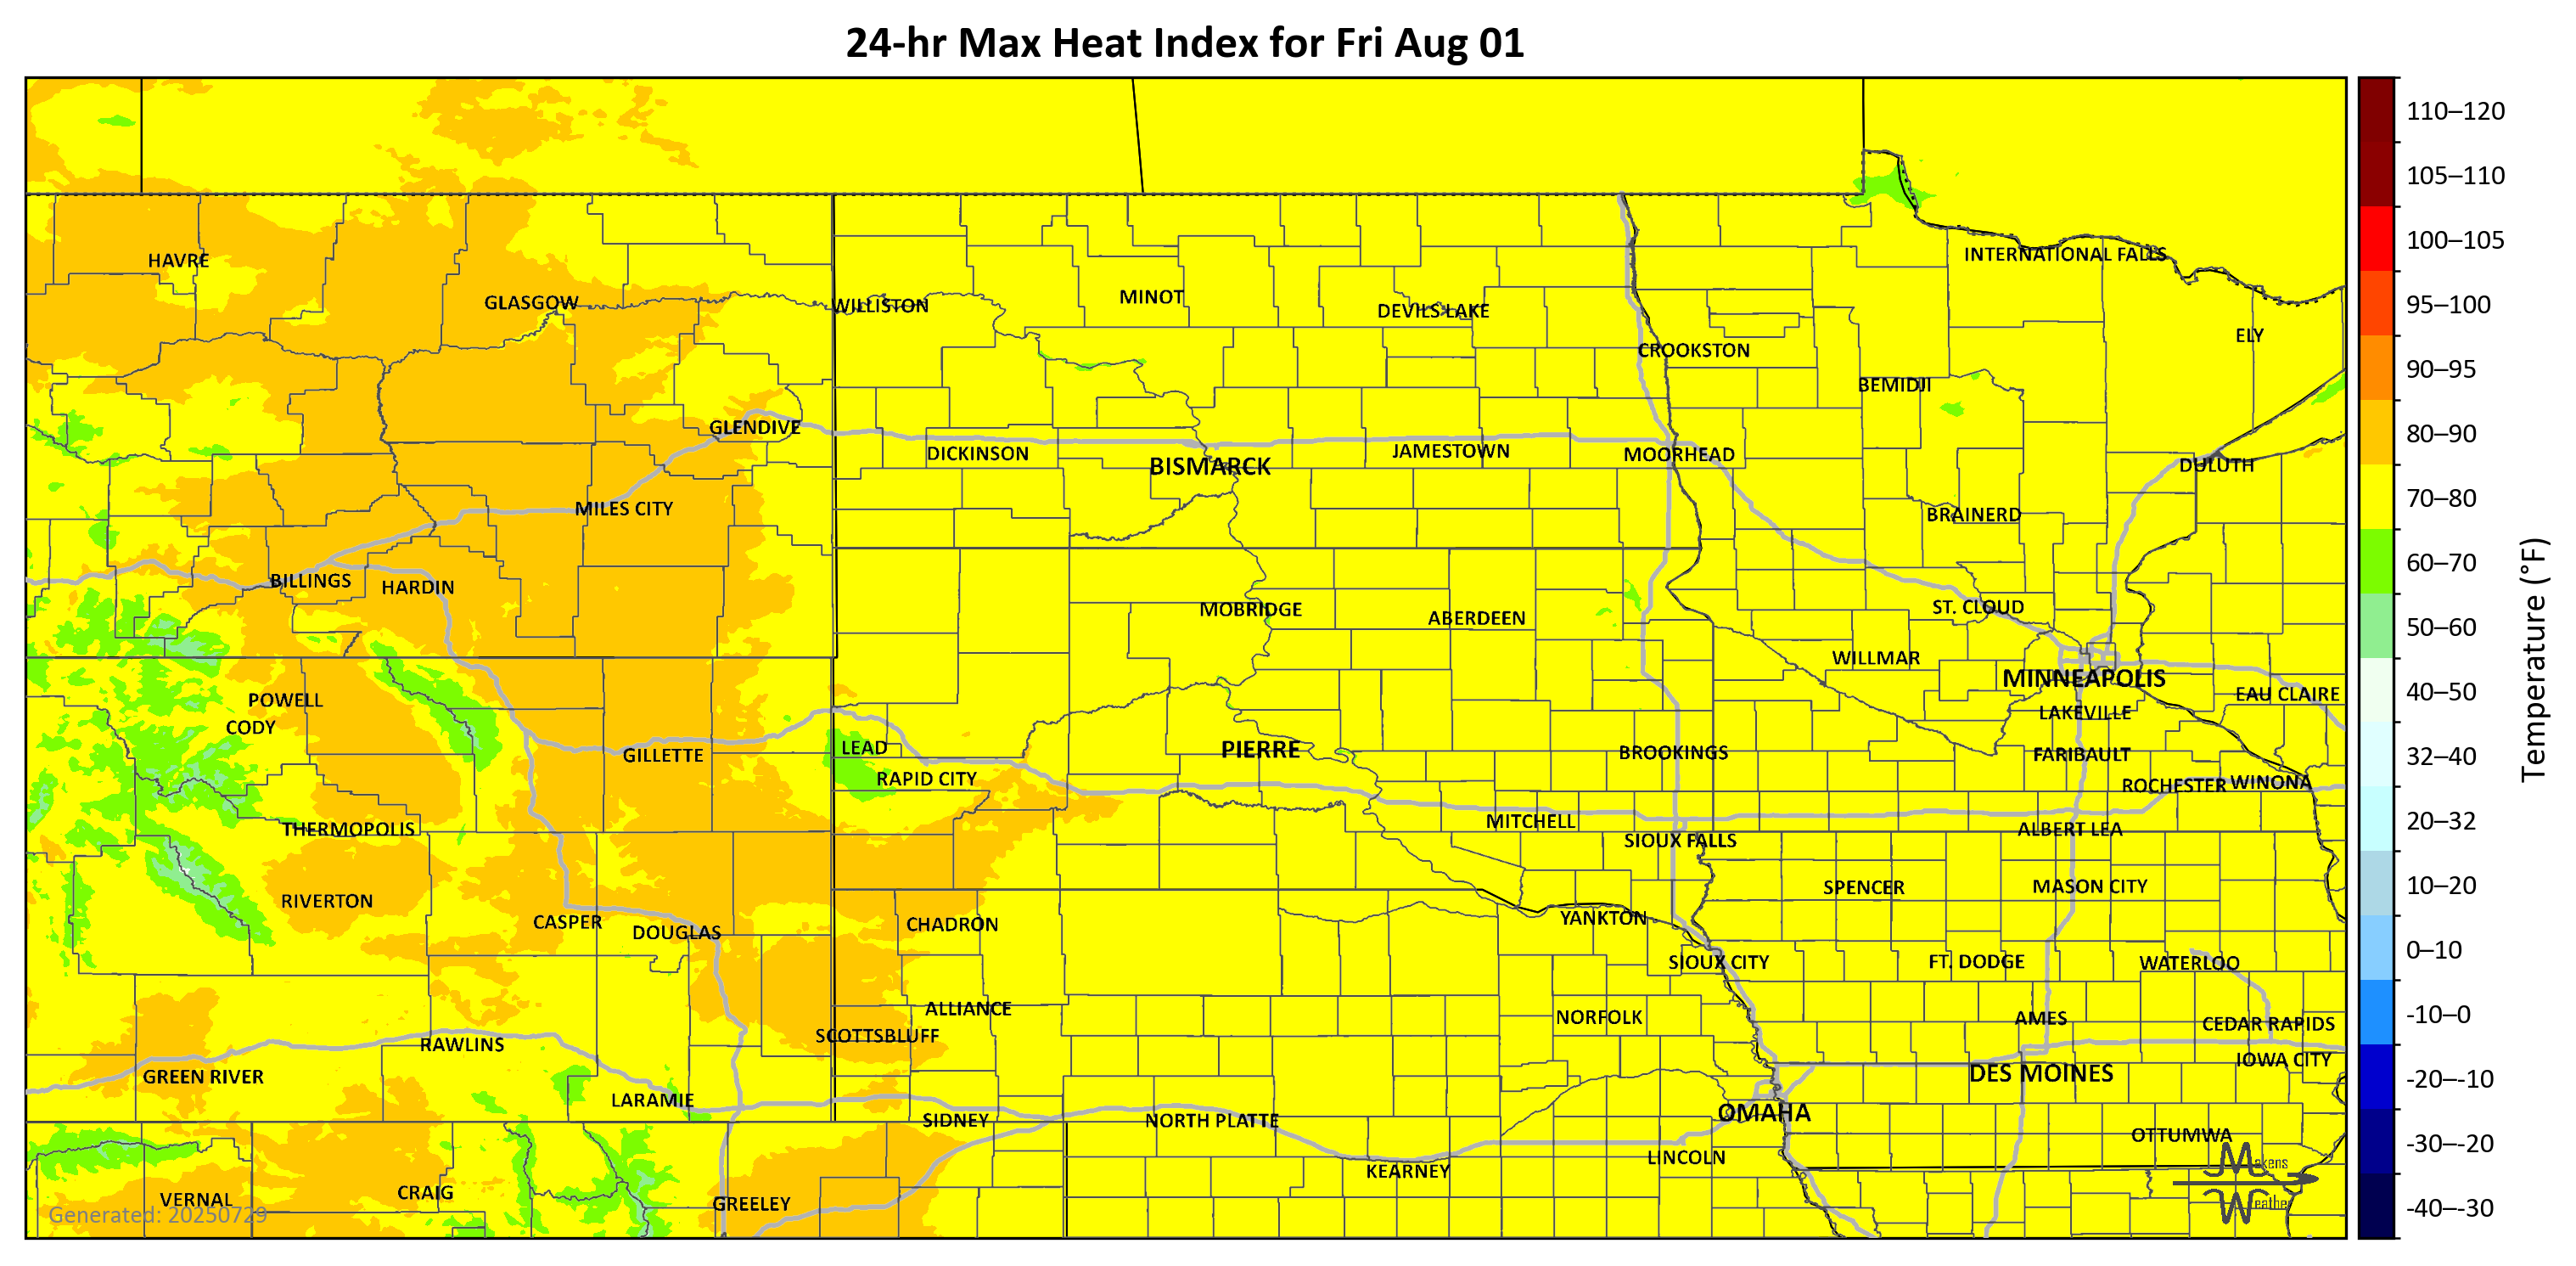 24-hr Max Heat Index for Fri Aug 01
110–120
105–110
100–105
95–100
90–95
80–90
70–80
60–70
50–60
40–50
32–40
20–32
10–20
0–10
-10–0
-20–-10
-30–-20
-40–-30
Temperature (°F)
HAVRE
INTERNATIONAL FALLS
GLASGOW
WILLISTON
MINOT
DEVILS LAKE
ELY
CROOKSTON
BEMIDJI
GLENDIVE
DICKINSON
BISMARCK
JAMESTOWN
MOORHEAD
DULUTH
MILES CITY
BRAINERD
BILLINGS
HARDIN
MOBRIDGE
ABERDEEN
ST. CLOUD
WILLMAR
MINNEAPOLIS
EAU CLAIRE
POWELL
CODY
LAKEVILLE
GILLETTE
LEAD
RAPID CITY
PIERRE
BROOKINGS
FARIBAULT
ROCHESTER
WINONA
THERMOPOLIS
MITCHELL
SIOUX FALLS
ALBERT LEA
RIVERTON
SPENCER
MASON CITY
CASPER
DOUGLAS
CHADRON
YANKTON
SIOUX CITY
FT. DODGE
WATERLOO
ALLIANCE
NORFOLK
AMES
CEDAR RAPIDS
SCOTTSBLUFF
RAWLINS
IOWA CITY
GREEN RIVER
DES MOINES
LARAMIE
SIDNEY
NORTH PLATTE
OMAHA
OTTUMWA
LINCOLN
KEARNEY
VERNAL
CRAIG
GREELEY
Generated: 20250729
Makens
Weather